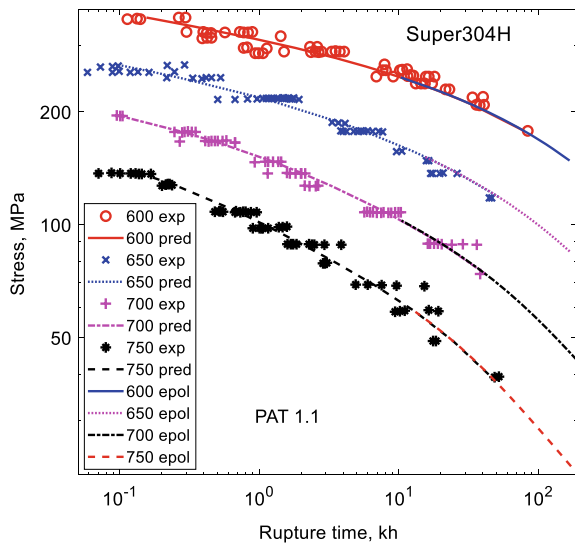 Super304H
200
100
50
Stress, MPa
600 exp
600 pred
650 exp
650 pred
700 exp
700 pred
750 exp
750 pred
600 epol
650 epol
700 epol
750 epol
PAT 1.1
10-1 100 101 102
Rupture time, kh